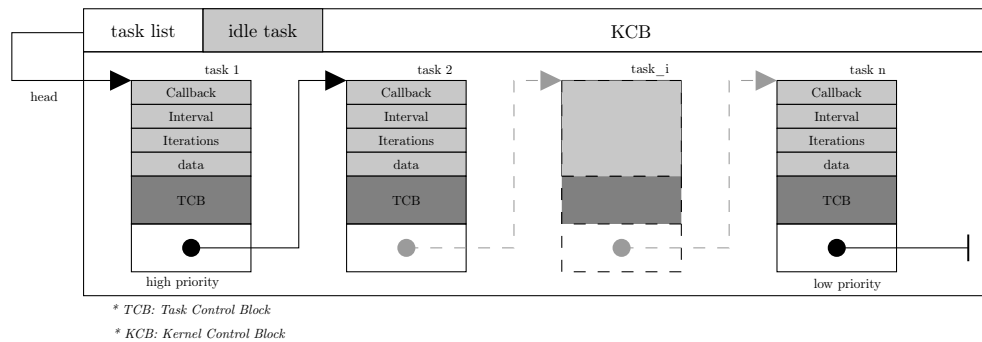 task list idle task KCB
task 1 task 2 task_i task n
head
Callback Callback Callback
Interval Interval Interval
Iterations Iterations Iterations
data data data
TCB TCB TCB
high priority low priority
* TCB: Task Control Block
* KCB: Kernel Control Block